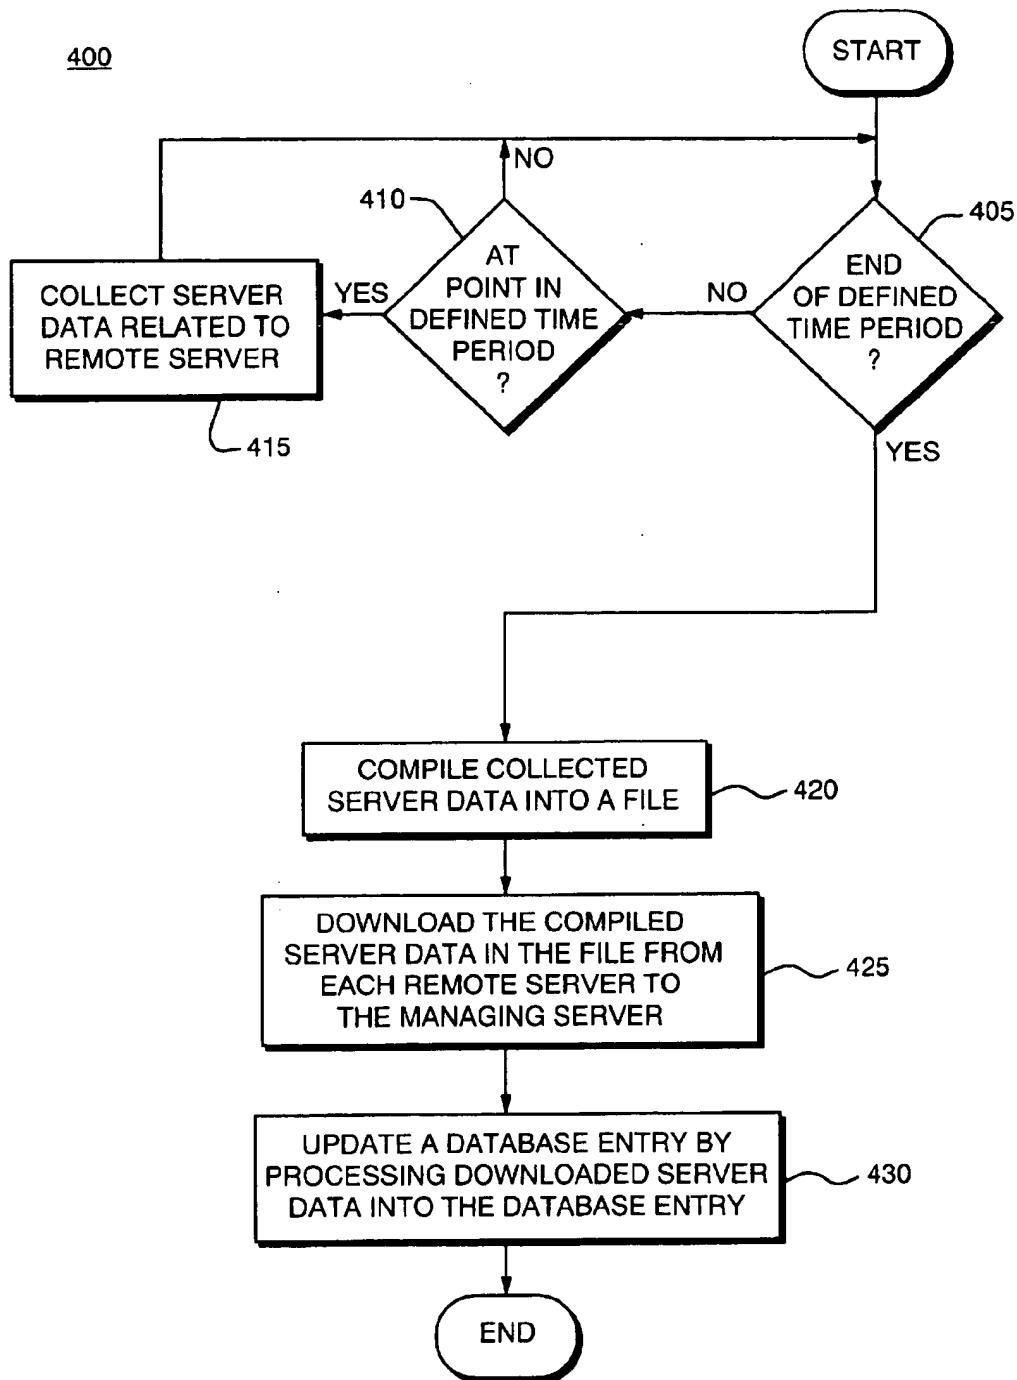 400
START
NO
410
405
AT
POINT IN
DEFINED TIME
PERIOD
?
END
OF DEFINED
TIME PERIOD
?
YES
NO
COLLECT SERVER
DATA RELATED TO
REMOTE SERVER
415
YES
COMPILE COLLECTED
SERVER DATA INTO A FILE
420
DOWNLOAD THE COMPILED
SERVER DATA IN THE FILE FROM
EACH REMOTE SERVER TO
THE MANAGING SERVER
425
UPDATE A DATABASE ENTRY BY
PROCESSING DOWNLOADED SERVER
DATA INTO THE DATABASE ENTRY
430
END